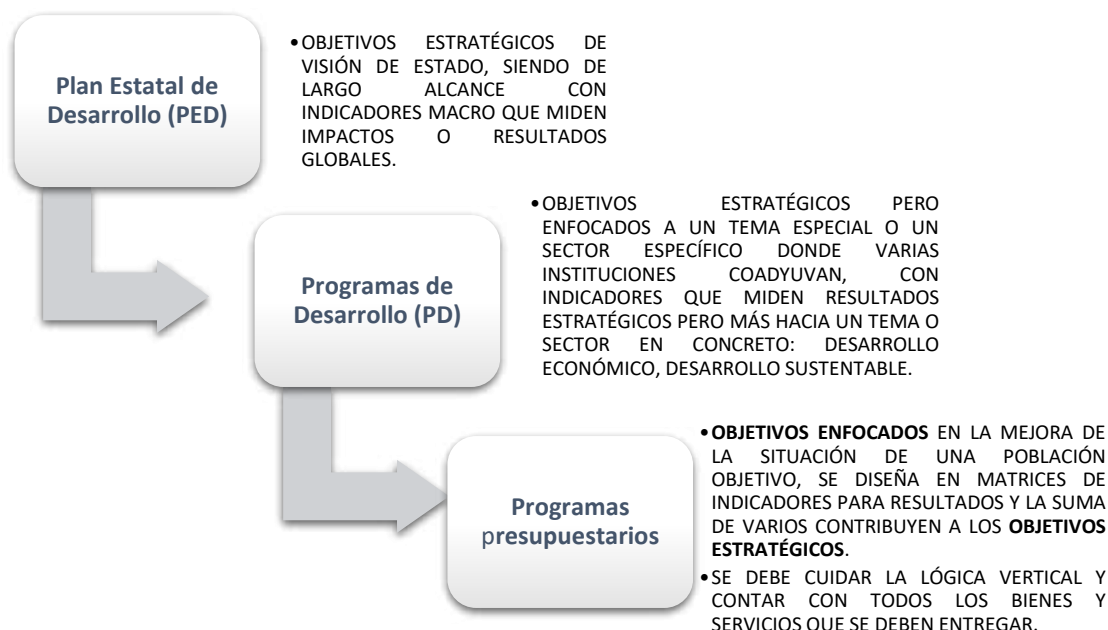 Plan Estatal de
Desarrollo (PED)
•OBJETIVOS ESTRATÉGICOS DE
VISIÓN DE ESTADO, SIENDO DE
LARGO ALCANCE CON
INDICADORES MACRO QUE MIDEN
IMPACTOS O RESULTADOS
GLOBALES.
Programas de
Desarrollo (PD)
•OBJETIVOS ESTRATÉGICOS PERO
ENFOCADOS A UN TEMA ESPECIAL O UN
SECTOR ESPECÍFICO DONDE VARIAS
INSTITUCIONES COADYUVAN, CON
INDICADORES QUE MIDEN RESULTADOS
ESTRATÉGICOS PERO MÁS HACIA UN TEMA O
SECTOR EN CONCRETO: DESARROLLO
ECONÓMICO, DESARROLLO SUSTENTABLE.
Programas
presupuestarios
•OBJETIVOS ENFOCADOS EN LA MEJORA DE
LA SITUACIÓN DE UNA POBLACIÓN
OBJETIVO, SE DISEÑA EN MATRICES DE
INDICADORES PARA RESULTADOS Y LA SUMA
DE VARIOS CONTRIBUYEN A LOS OBJETIVOS
ESTRATÉGICOS.
•SE DEBE CUIDAR LA LÓGICA VERTICAL Y
CONTAR CON TODOS LOS BIENES Y
SERVICIOS QUE SE DEBEN ENTREGAR.